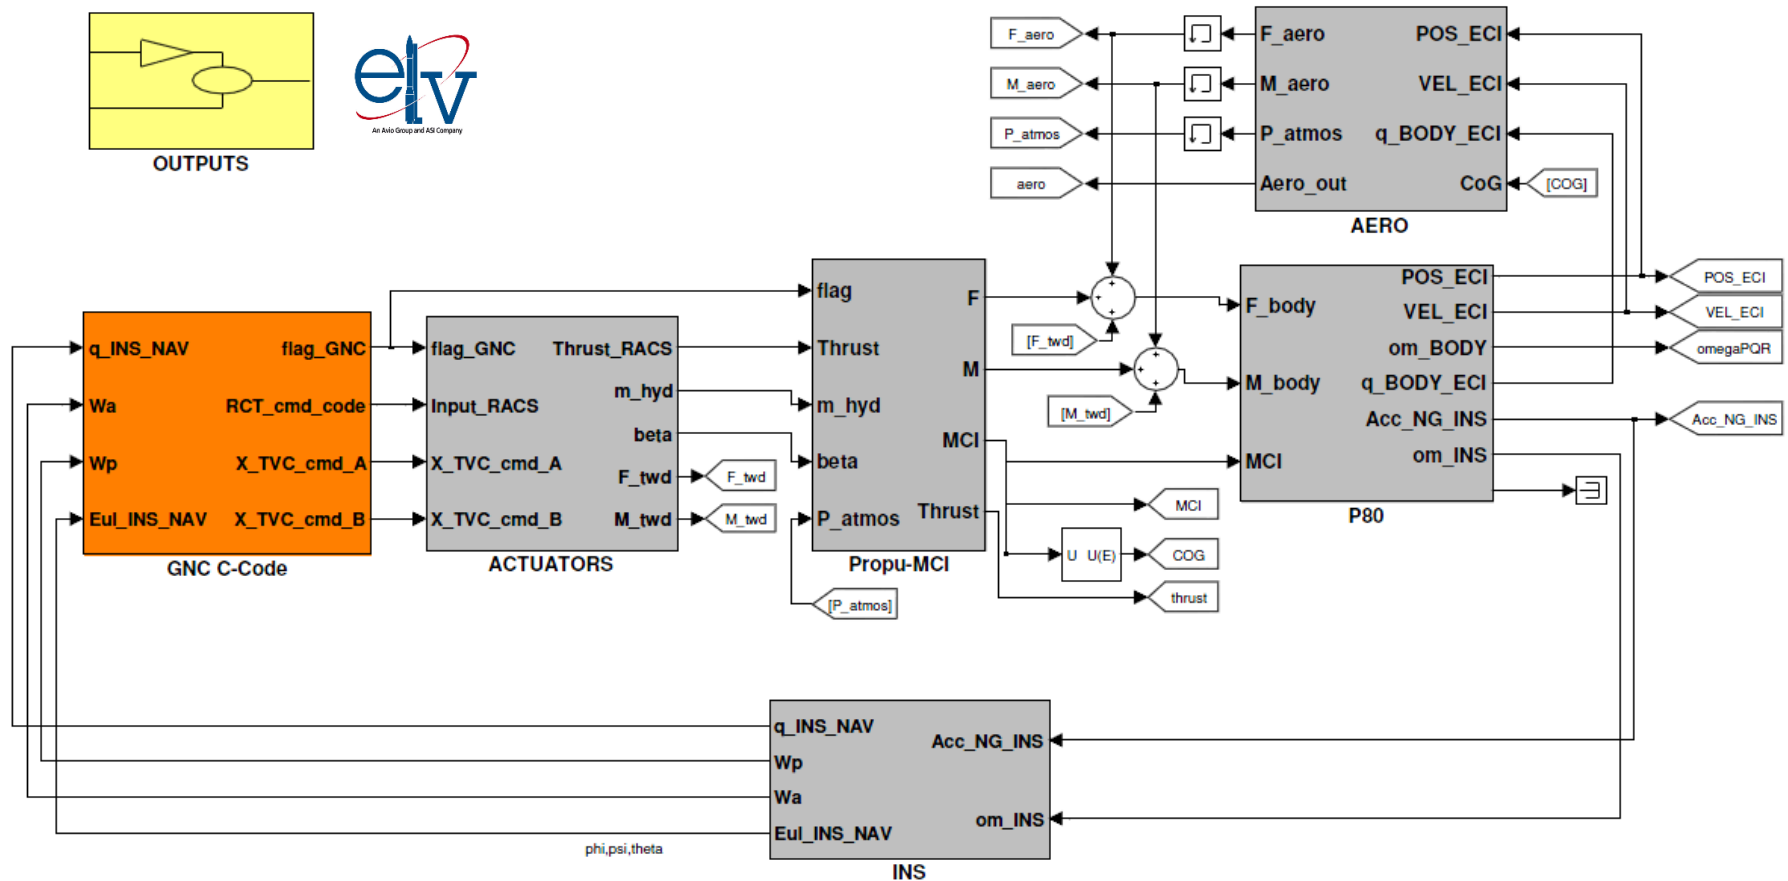 OUTPUTS
elv
An Avio Group and ASI Company
F_aero
M_aero
P_atmos
aero
F_aero
M_aero
P_atmos
Aero_out
POS_ECI
VEL_ECI
q_BODY_ECI
CoG
[COG]
AERO
q_INS_NAV
Wa
Wp
Eul_INS_NAV
flag_GNC
RCT_cmd_code
X_TVC_cmd_A
X_TVC_cmd_B
GNC C-Code
flag_GNC
Input_RACS
X_TVC_cmd_A
X_TVC_cmd_B
Thrust_RACS
m_hyd
beta
F_twd
M_twd
ACTUATORS
F_twd
M_twd
flag
Thrust
m_hyd
beta
P_atmos
F
M
MCI
Thrust
Propu-MCI
[P_atmos]
+
+
+
[F_twd]
+
+
+
[M_twd]
MCI
U U(E)
COG
thrust
F_body
M_body
MCI
POS_ECI
VEL_ECI
om_BODY
q_BODY_ECI
Acc_NG_INS
om_INS
P80
POS_ECI
VEL_ECI
omegaPQR
Acc_NG_INS
q_INS_NAV
Wp
Wa
Eul_INS_NAV
Acc_NG_INS
om_INS
INS
phi,psi,theta